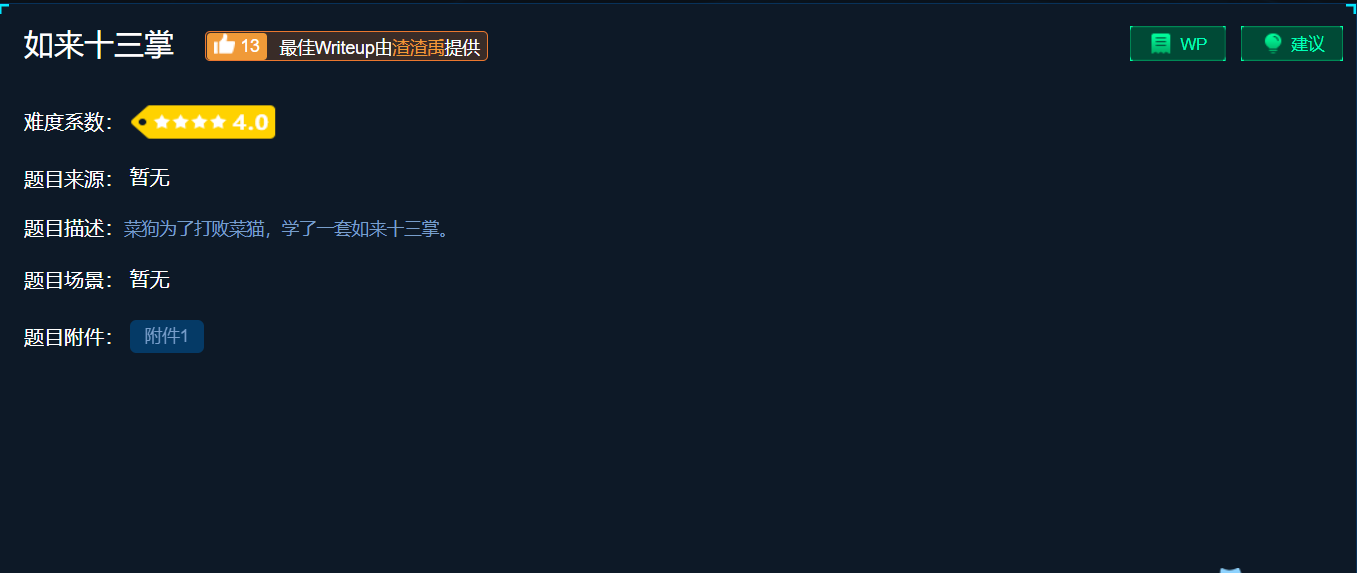 如来十三掌 13 最佳Writeup由渣渣禹提供 WP 建议
难度系数： 4.0
题目来源： 暂无
题目描述：菜狗为了打败菜猫，学了一套如来十三掌。
题目场景： 暂无
题目附件： 附件1